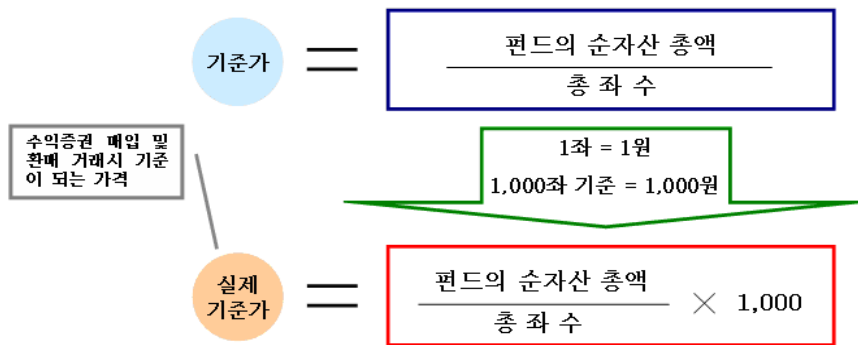 기준가
펀드의 순자산 총액
총 좌 수
수익증권 매입 및
환매 거래시 기준
이 되는 가격
1좌 = 1원
1,000좌 기준 = 1,000원
실제
기준가
펀드의 순자산 총액
총 좌 수
× 1,000